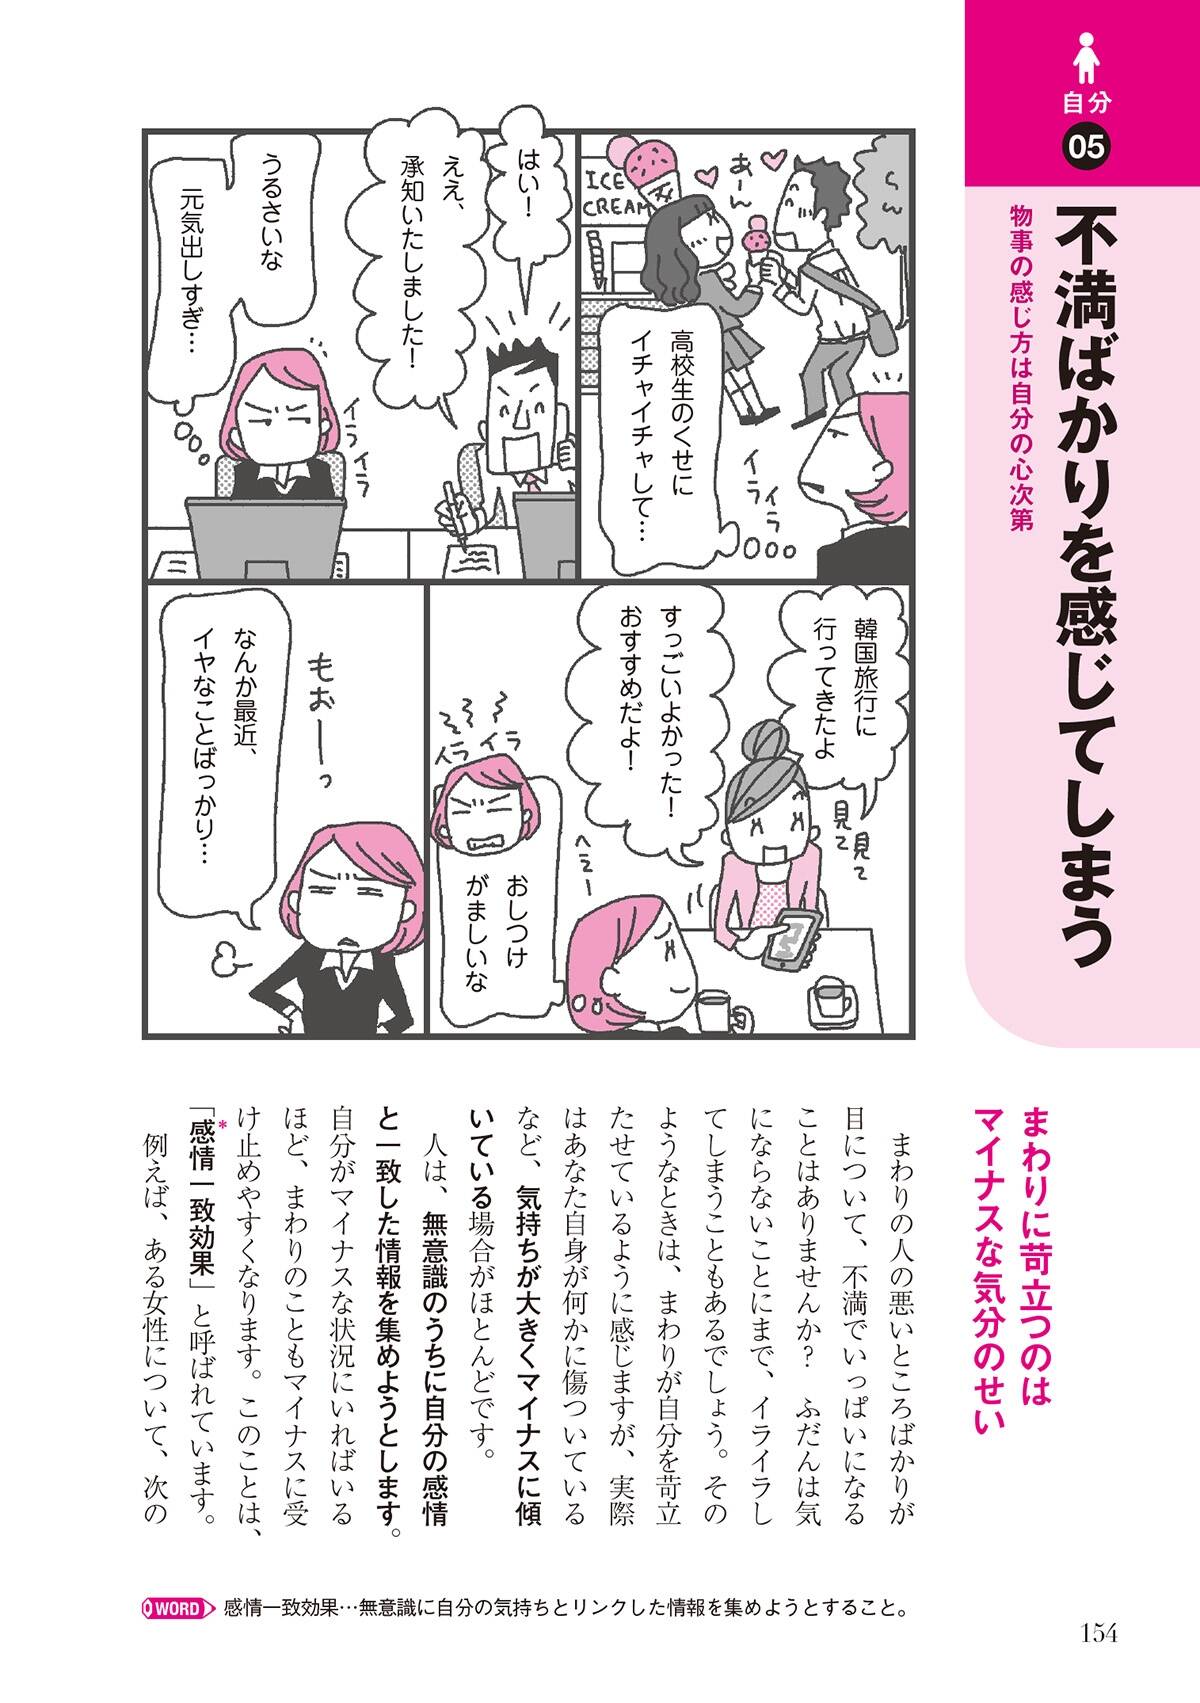 自分
05
不満ばかりを感じてしまう
物事の感じ方は自分の心次第
ICE
CREAM
あーん
高校生のくせに
イチャイチャして…
イライラ
はい！
ええ、
承知いたしました！
うるさいな
元気出しすぎ…
イライラ
韓国旅行に
行ってきたよ
見て見て
すっごいよかった！
おすすめだよ！
へえー
イライラ
おしつけ
がましいな
もおーっ
なんか最近、
イヤなことばっかり…
まわりに苛立つのは
マイナスな気分のせい
まわりの人の悪いところばかりが
目について、不満でいっぱいになる
ことはありませんか？　ふだんは気
にならないことにまで、イライラし
てしまうこともあるでしょう。その
ようなときは、まわりが自分を苛立
たせているように感じますが、実際
はあなた自身が何かに傷ついている
など、気持ちが大きくマイナスに傾
いている場合がほとんどです。
人は、無意識のうちに自分の感情
と一致した情報を集めようとします。
自分がマイナスな状況にいればいる
ほど、まわりのこともマイナスに受
け止めやすくなります。このことは、
「感情一致効果*」と呼ばれています。
例えば、ある女性について、次の
WORD 感情一致効果…無意識に自分の気持ちとリンクした情報を集めようとすること。
154